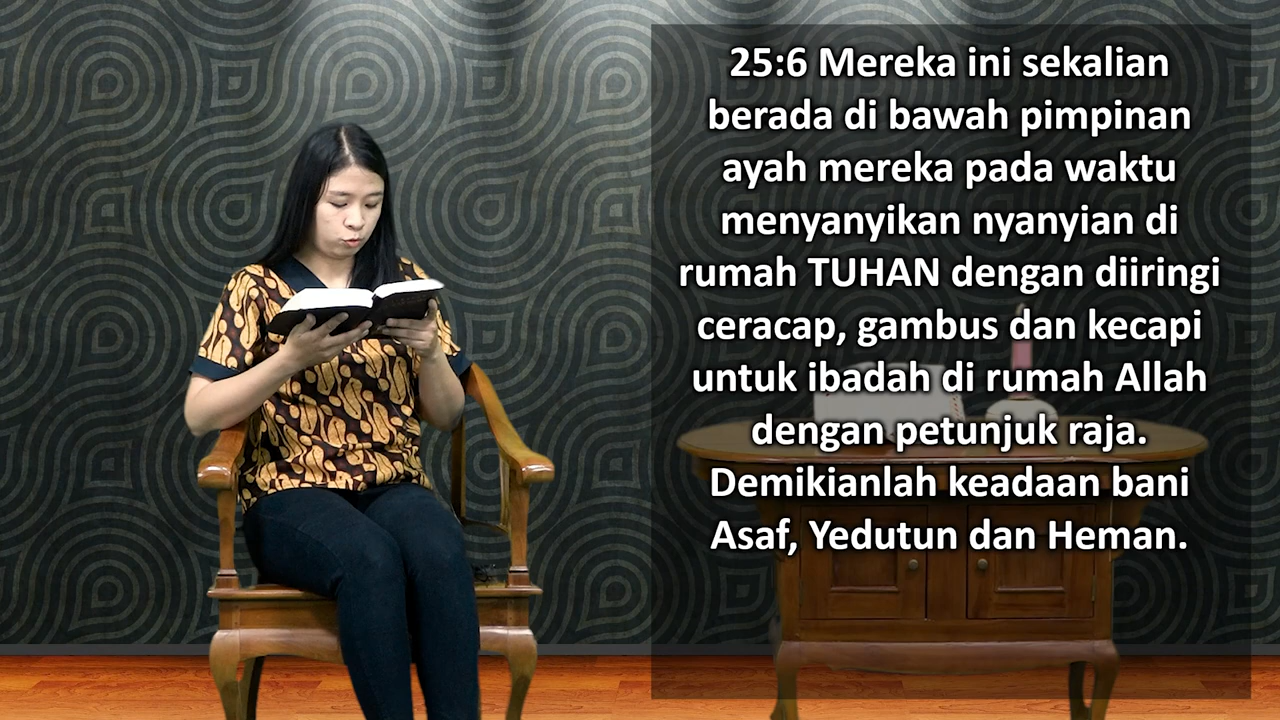 25:6 Mereka ini sekalian
berada di bawah pimpinan
ayah mereka pada waktu
menyanyikan nyanyian di
rumah TUHAN dengan diiringi
ceracap, gambus dan kecapi
untuk ibadah di rumah Allah
dengan petunjuk raja.
Demikianlah keadaan bani
Asaf, Yedutun dan Heman.